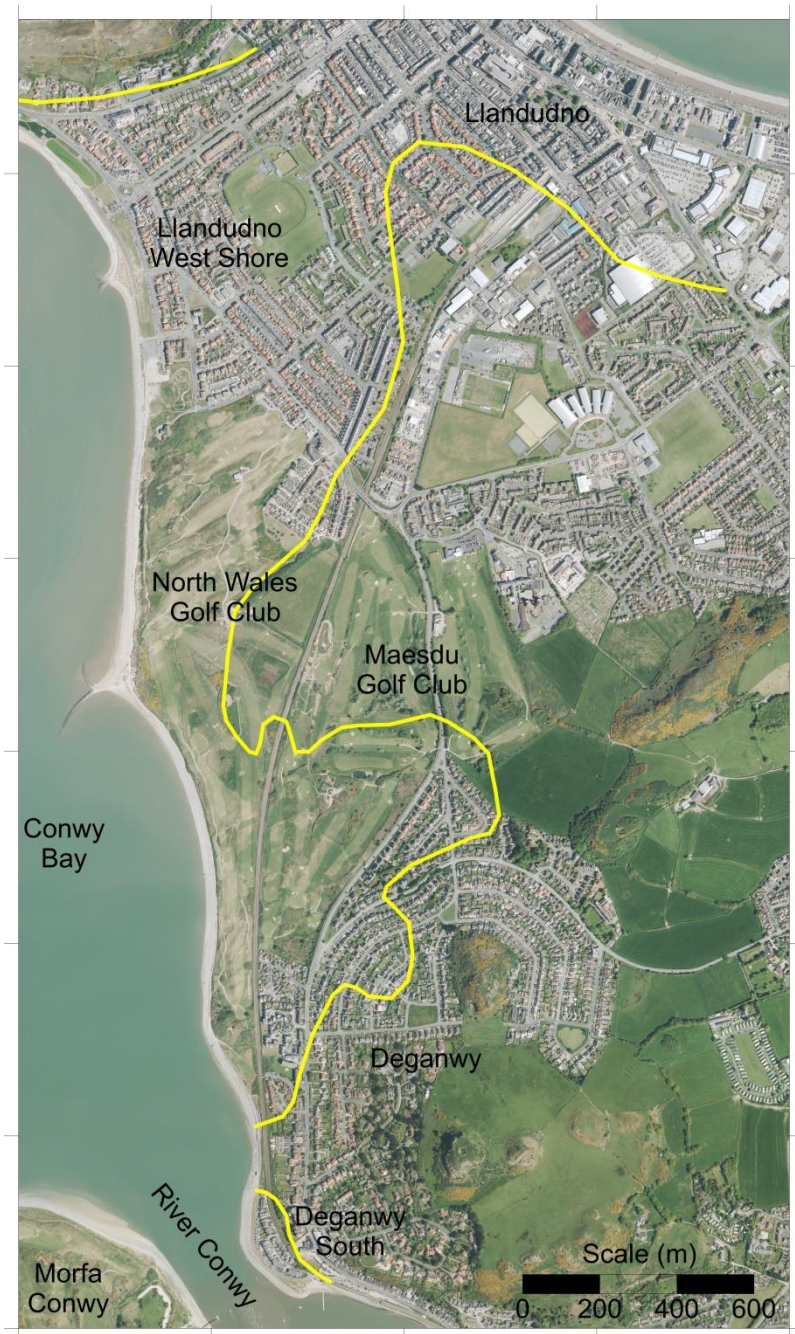 Llandudno
Llandudno
West Shore
North Wales
Golf Club
Maesdu
Golf Club
Conwy
Bay
Deganwy
River Conwy
Deganwy
South
Morfa
Conwy
Scale (m)
0 200 400 600